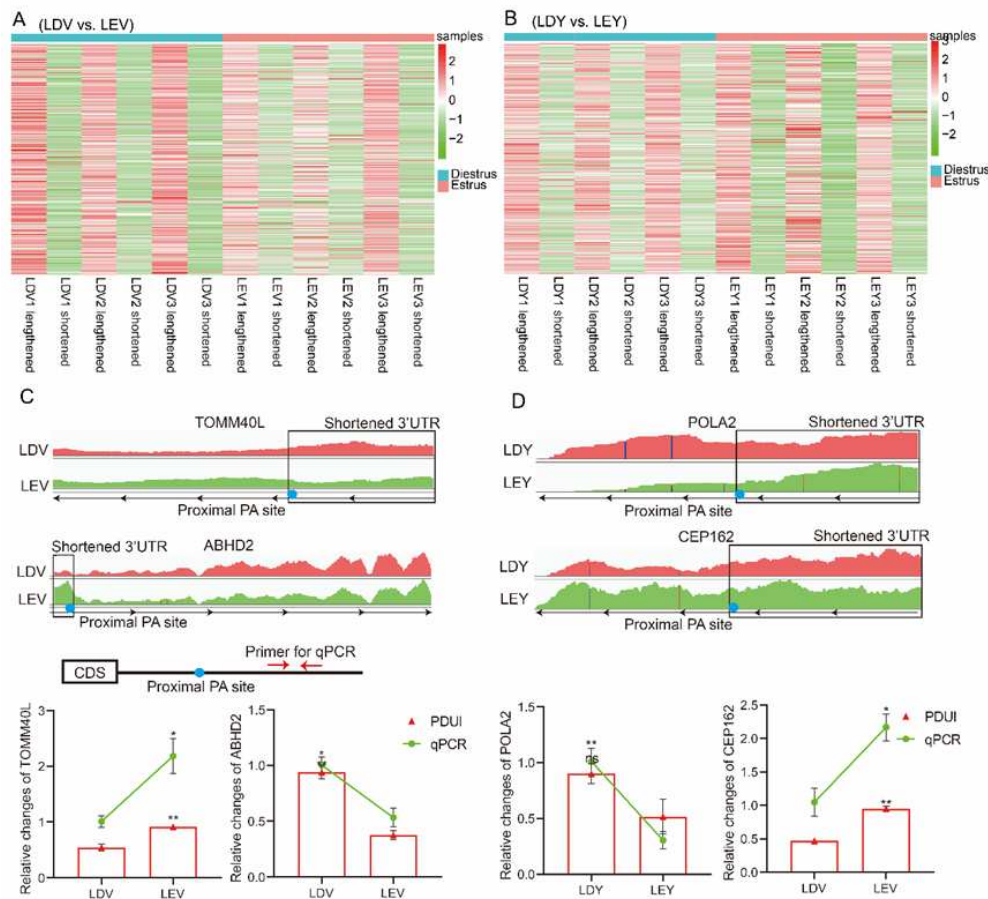 A
(LDV vs. LEV)
samples
2
1
0
−1
−2
Diestrus
Estrus
LDV1 lengthened
LDV1 shortened
LDV2 lengthened
LDV2 shortened
LDV3 lengthened
LDV3 shortened
LEV1 lengthened
LEV1 shortened
LEV2 lengthened
LEV2 shortened
LEV3 lengthened
LEV3 shortened
B
(LDY vs. LEY)
samples
3
2
1
0
−1
−2
Diestrus
Estrus
LDY1 lengthened
LDY1 shortened
LDY2 lengthened
LDY2 shortened
LDY3 lengthened
LDY3 shortened
LEY1 lengthened
LEY1 shortened
LEY2 lengthened
LEY2 shortened
LEY3 lengthened
LEY3 shortened
C
TOMM40L
Shortened 3'UTR
LDV
LEV
Proximal PA site
Shortened 3'UTR
ABHD2
LDV
LEV
Proximal PA site
CDS
Proximal PA site
Primer for qPCR
Relative changes of TOMM40L
3
2
1
0
*
**
LDV
LEV
Relative changes of ABHD2
1.5
1.0
0.5
0.0
*
LDV
LEV
PDUI
qPCR
D
POLA2
Shortened 3'UTR
LDY
LEY
Proximal PA site
CEP162
Shortened 3'UTR
LDY
LEY
Proximal PA site
Relative changes of POLA2
1.5
1.0
0.5
0.0
**
ns
LDY
LEY
Relative changes of CEP162
2.5
2.0
1.5
1.0
0.5
0.0
*
**
LDV
LEV
PDUI
qPCR